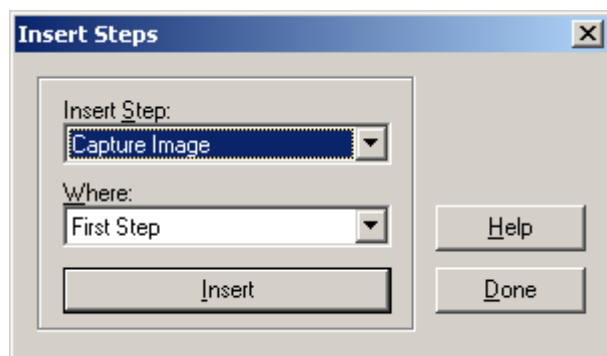 Insert Steps
Insert Step:
Capture Image
Where:
First Step
Insert
Help
Done